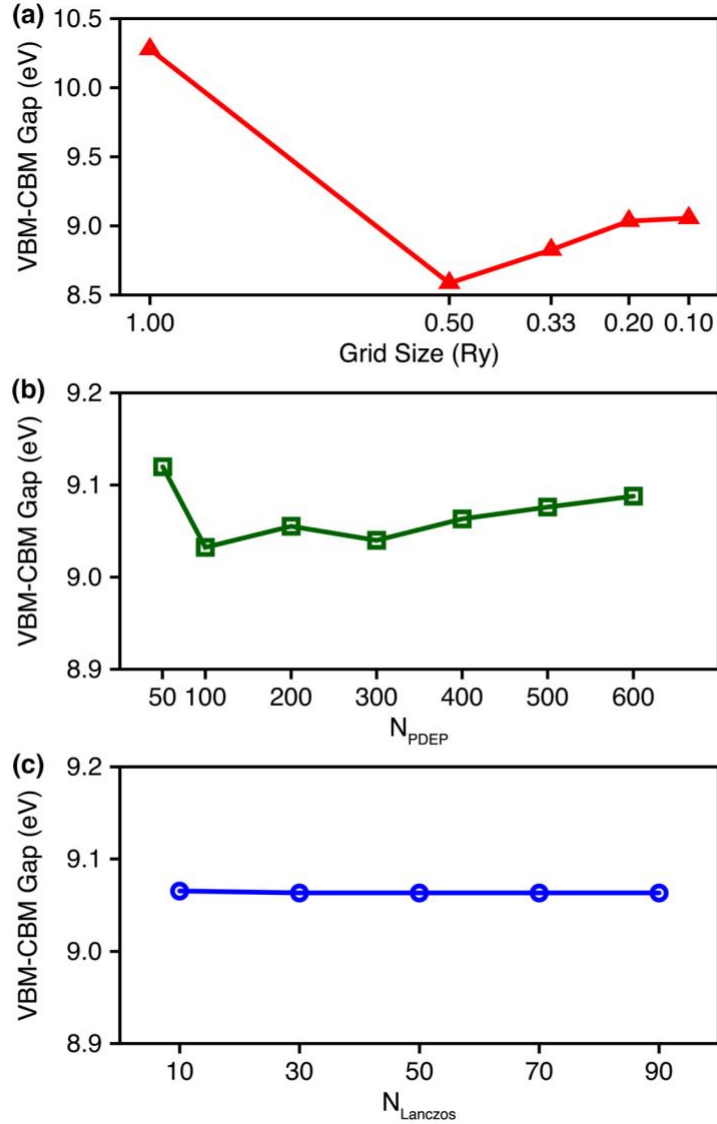 (a)
VBM-CBM Gap (eV)
10.5
10.0
9.5
9.0
8.5
1.00 0.50 0.33 0.20 0.10
Grid Size (Ry)
(b)
VBM-CBM Gap (eV)
9.2
9.1
9.0
8.9
50 100 200 300 400 500 600
N_PDEP
(c)
VBM-CBM Gap (eV)
9.2
9.1
9.0
8.9
10 30 50 70 90
N_Lanczos